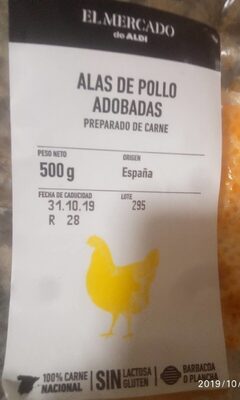 EL MERCADO
de ALDI
ALAS DE POLLO
ADOBADAS
PREPARADO DE CARNE
PESO NETO ORIGEN
500 g España
FECHA DE CADUCIDAD LOTE
31.10.19 295
R 28
100% CARNE NACIONAL SIN LACTOSA GLUTEN BARBACOA O PLANCHA
2019/10/